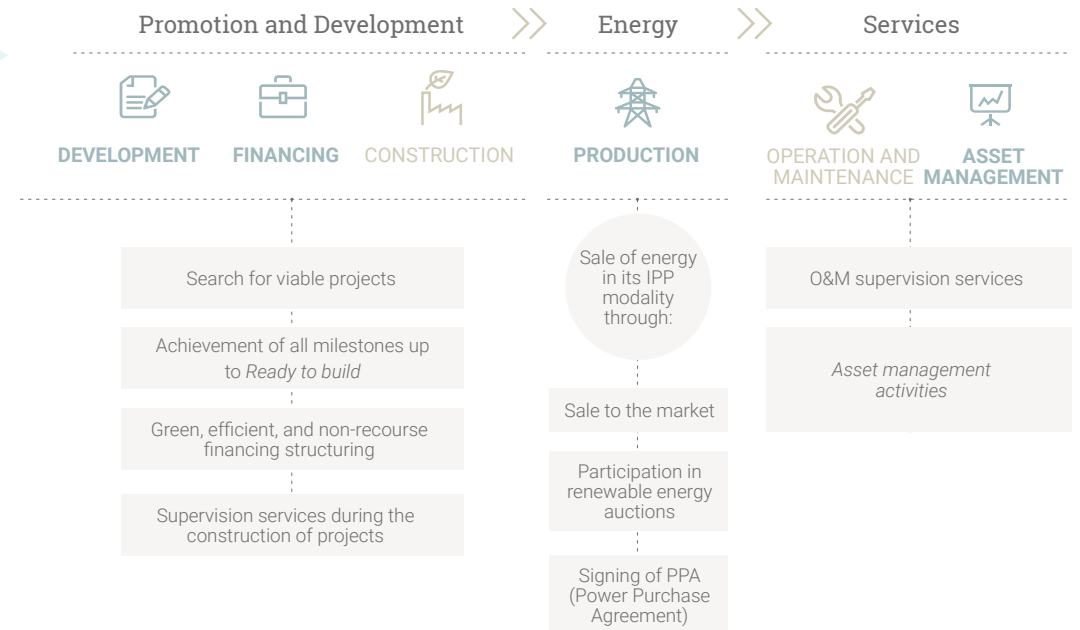 Promotion and Development
Energy
Services
DEVELOPMENT
FINANCING
CONSTRUCTION
PRODUCTION
OPERATION AND
MAINTENANCE
ASSET
MANAGEMENT
Search for viable projects
Achievement of all milestones up
to Ready to build
Green, efficient, and non-recourse
financing structuring
Supervision services during the
construction of projects
Sale of energy
in its IPP
modality
through:
Sale to the market
Participation in
renewable energy
auctions
Signing of PPA
(Power Purchase
Agreement)
O&M supervision services
Asset management
activities